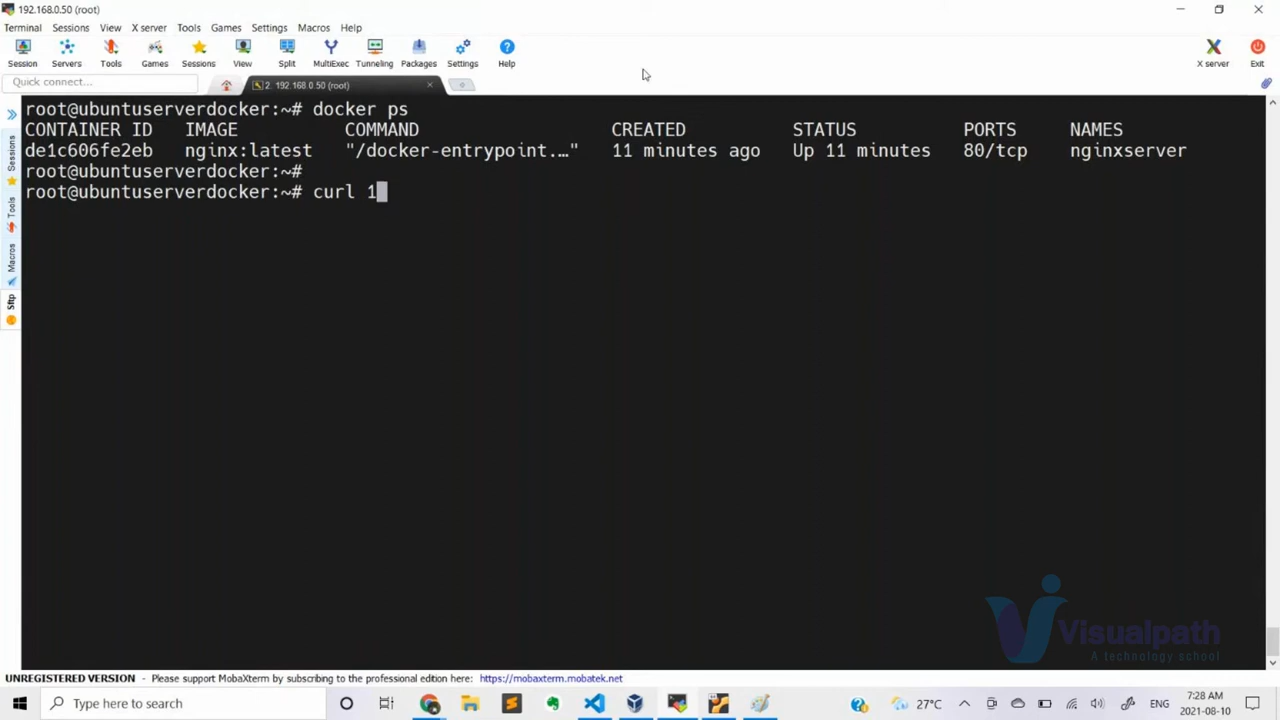 192.168.0.50 (root)
Terminal Sessions View X server Tools Games Settings Macros Help
Session Servers Tools Games Sessions View Split MultiExec Tunneling Packages Settings Help X server Exit
Quick connect...
2. 192.168.0.50 (root)
root@ubuntuserverdocker:~# docker ps
CONTAINER ID IMAGE COMMAND CREATED STATUS PORTS NAMES
de1c606fe2eb nginx:latest "/docker-entrypoint.…" 11 minutes ago Up 11 minutes 80/tcp nginxserver
root@ubuntuserverdocker:~#
root@ubuntuserverdocker:~# curl 1
Sessions
Tools
Macros
Sftp
Visualpath
A technology school
UNREGISTERED VERSION - Please support MobaXterm by subscribing to the professional edition here: https://mobaxterm.mobatek.net
Type here to search
27°C
ENG
7:28 AM
2021-08-10